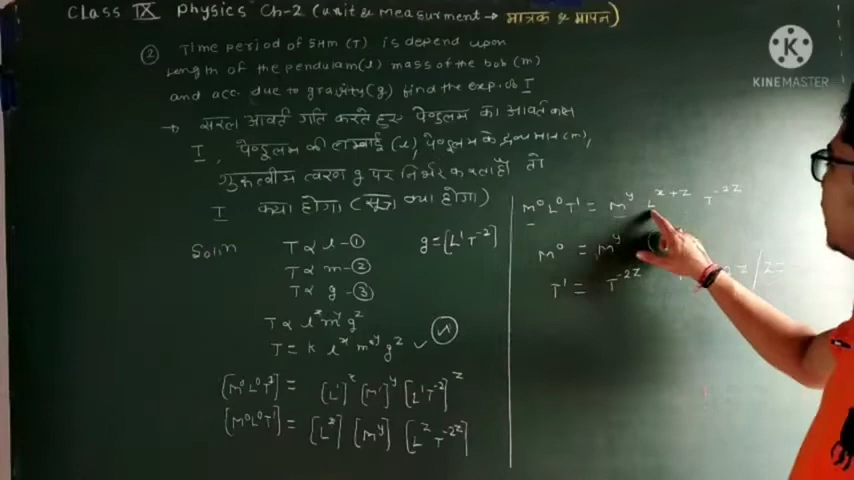 Class IX Physics Ch-2 (unit & Measurment → मात्रक & मापन)
② Time period of SHM (T) is depend upon
length of the pendulam (l) mass of the bob (m)
and acc. due to gravity (g) find the exp. of T
→ सरल आवर्त गति करते हुए पेण्डुलम का आवर्तकाल
T, पेण्डुलम की लम्बाई (l), पेण्डुलम के द्रव्यमान (m),
गुरुत्वीय त्वरण g पर निर्भर करता है तो
T क्या होगा (सूत्र क्या होगा)
Soln T ∝ l -① g = [L¹T⁻²]
T ∝ m -②
T ∝ g -③
T ∝ lˣ mʸ gᶻ
T = K lˣ mʸ gᶻ ✓
[M⁰L⁰T¹] = [L¹]ˣ [M¹]ʸ [L¹T⁻²]ᶻ
[M⁰L⁰T¹] = [Lˣ] [Mʸ] [Lᶻ T⁻²ᶻ]
M⁰L⁰T¹ = Mʸ Lˣ⁺ᶻ T⁻²ᶻ
M⁰ = Mʸ
T¹ = T⁻²ᶻ
KINEMASTER